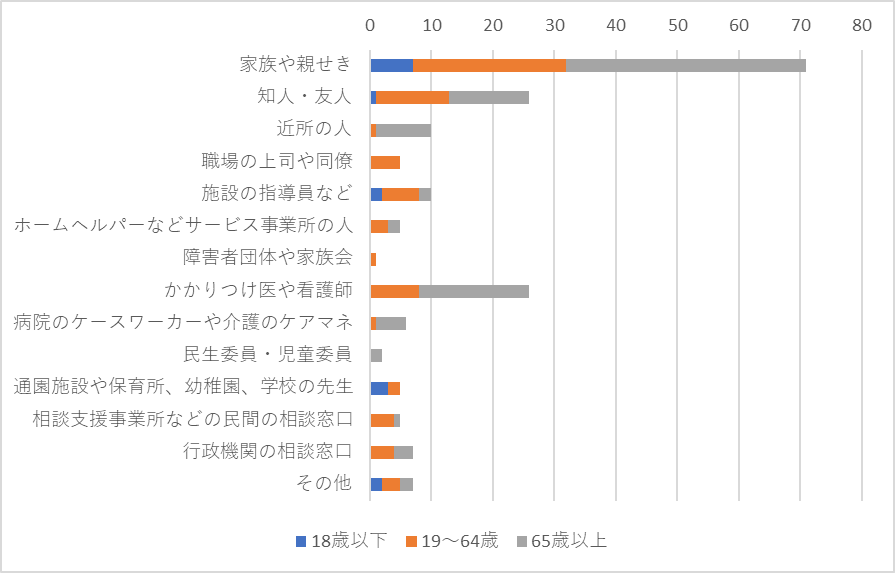 0 10 20 30 40 50 60 70 80
家族や親せき
知人・友人
近所の人
職場の上司や同僚
施設の指導員など
ホームヘルパーなどサービス事業所の人
障害者団体や家族会
かかりつけ医や看護師
病院のケースワーカーや介護のケアマネ
民生委員・児童委員
通園施設や保育所、幼稚園、学校の先生
相談支援事業所などの民間の相談窓口
行政機関の相談窓口
その他
18歳以下 19～64歳 65歳以上